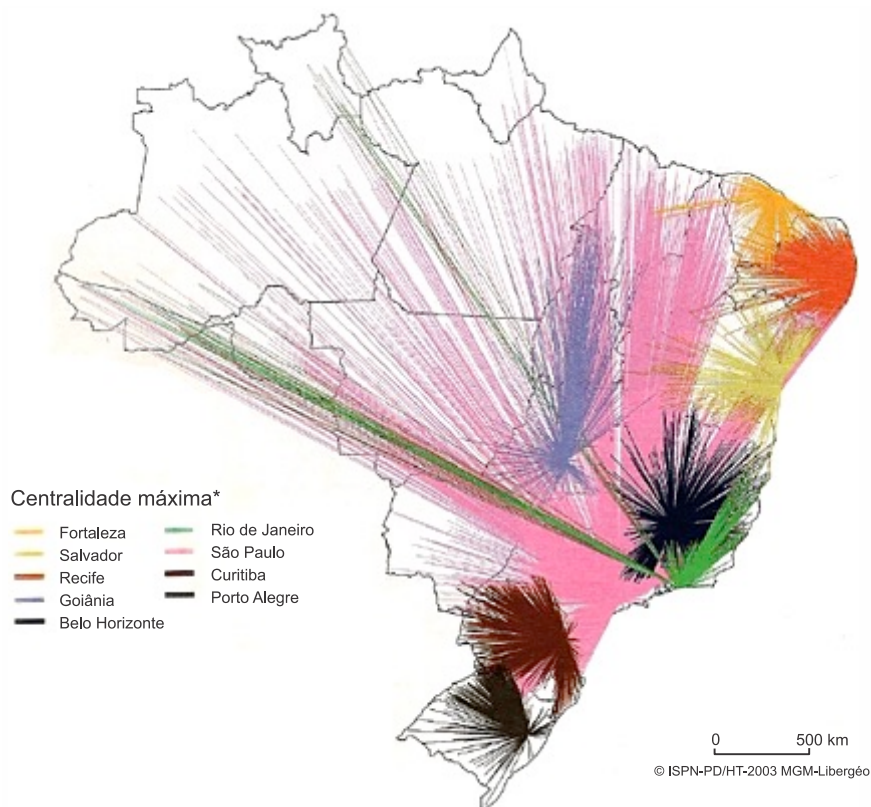 Centralidade máxima*
Fortaleza
Salvador
Recife
Goiânia
Belo Horizonte
Rio de Janeiro
São Paulo
Curitiba
Porto Alegre
0 500 km
© ISPN-PD/HT-2003 MGM-Libergéo